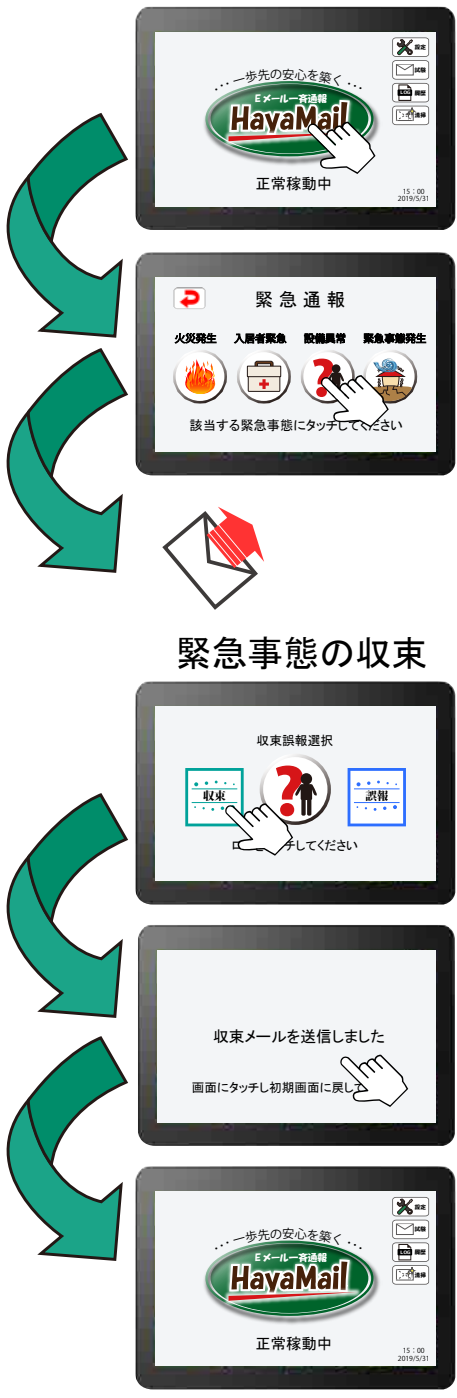 設定
・・・一歩先の安心を築く・・・
試験
Eメール一斉通報
LOG 履歴
HayaMail
清掃
正常稼動中
15：00
2019/5/31
緊急通報
火災発生 入居者緊急 設備異常 緊急事態発生
該当する緊急事態にタッチしてください
緊急事態の収束
収束誤報選択
収束 誤報
チしてください
収束メールを送信しました
画面にタッチし初期画面に戻し
設定
・・・一歩先の安心を築く・・・
試験
Eメール一斉通報
LOG 履歴
HayaMail
清掃
正常稼動中
15：00
2019/5/31